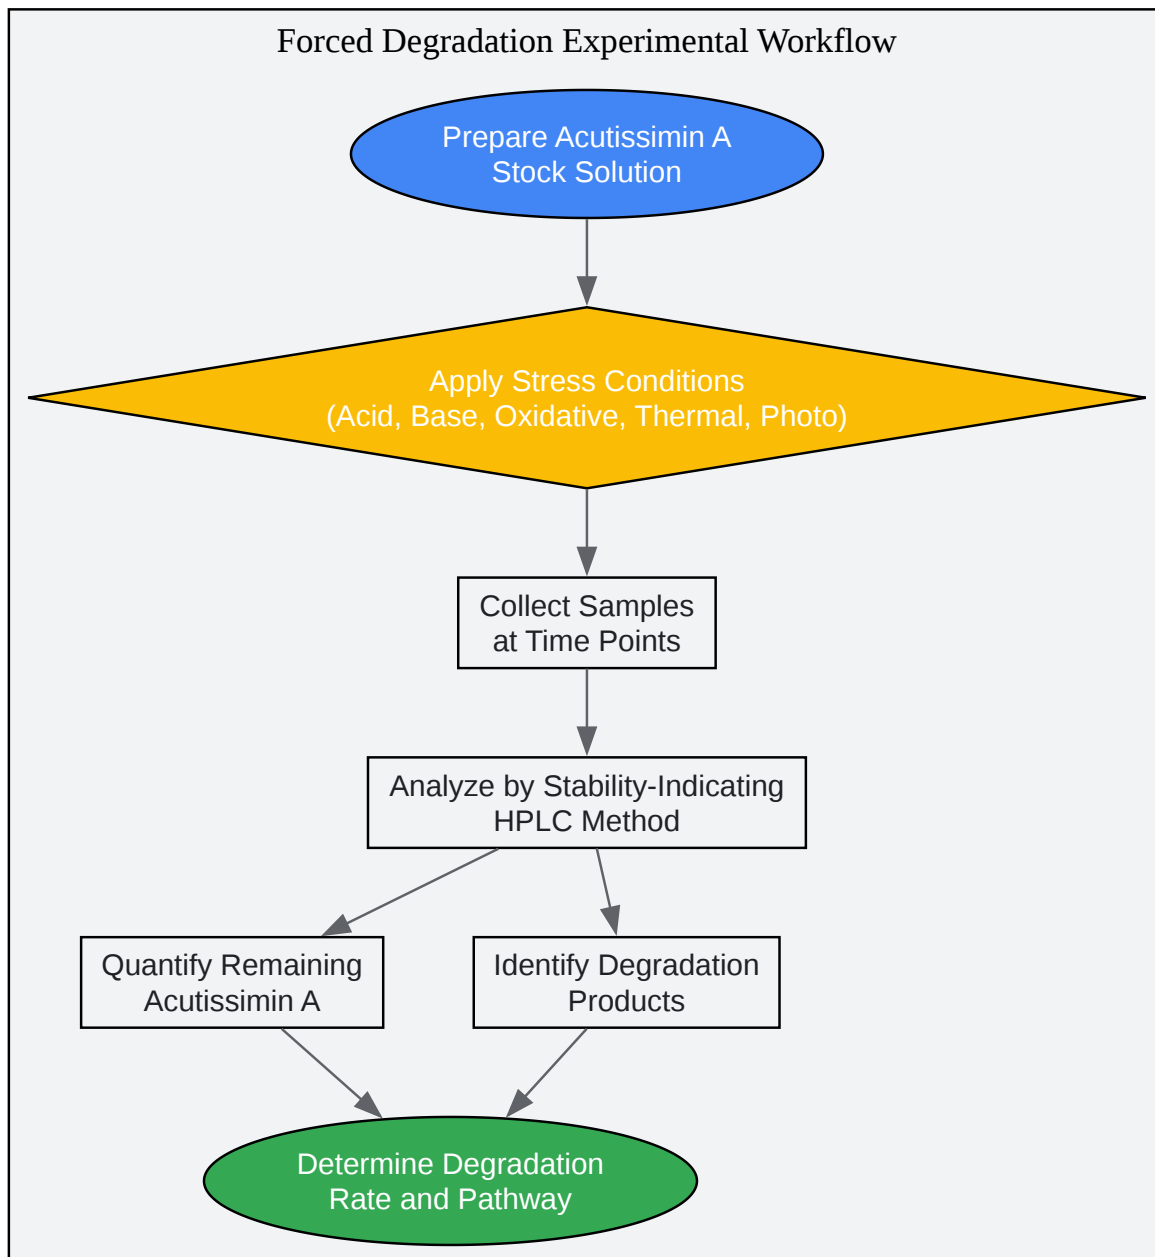 Forced Degradation Experimental Workflow
Prepare Acutissimin A
Stock Solution
Apply Stress Conditions
(Acid, Base, Oxidative, Thermal, Photo)
Collect Samples
at Time Points
Analyze by Stability-Indicating
HPLC Method
Quantify Remaining
Acutissimin A
Identify Degradation
Products
Determine Degradation
Rate and Pathway